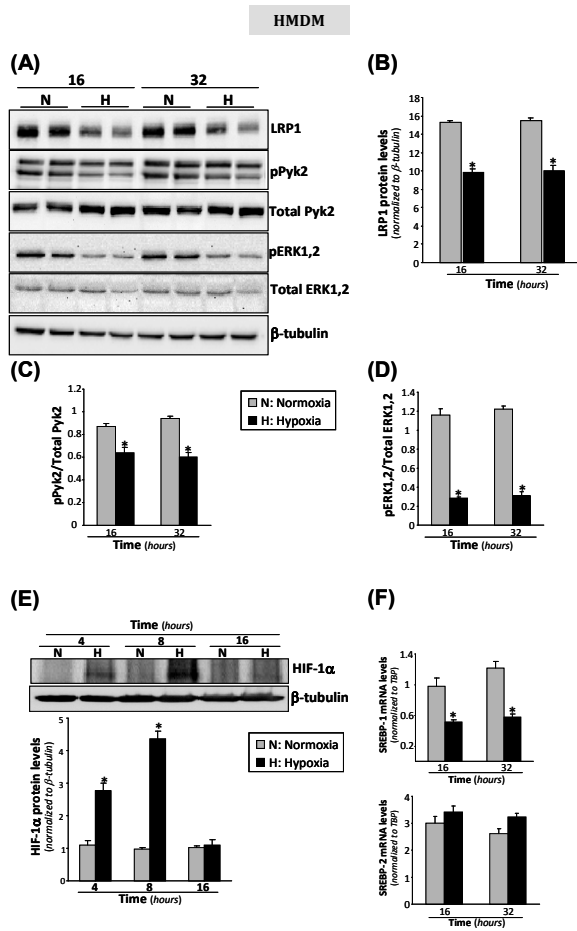 HMDM
(A)
16 32
N H N H
LRP1
pPyk2
Total Pyk2
pERK1,2
Total ERK1,2
β-tubulin
(B)
LRP1 protein levels
(normalized to β-tubulin)
18
16
14
12
10
8
6
4
2
0
* *
16 32
Time (hours)
(C)
pPyk2/Total Pyk2
1.2
1
0.8
0.6
0.4
0.2
0
* *
16 32
Time (hours)
N: Normoxia
H: Hypoxia
(D)
pERK1,2/Total ERK1,2
1.4
1.2
1
0.8
0.6
0.4
0.2
0
* *
16 32
Time (hours)
(E)
Time (hours)
4 8 16
N H N H N H
HIF-1α
β-tubulin
HIF-1α protein levels
(normalized to β-tubulin)
5
4
3
2
1
0
* *
4 8 16
Time (hours)
N: Normoxia
H: Hypoxia
(F)
SREBP-1 mRNA levels
(normalized to TBP)
1.4
1
0.6
0.2
* *
16 32
Time (hours)
SREBP-2 mRNA levels
(normalized to TBP)
4
3
2
1
0
16 32
Time (hours)